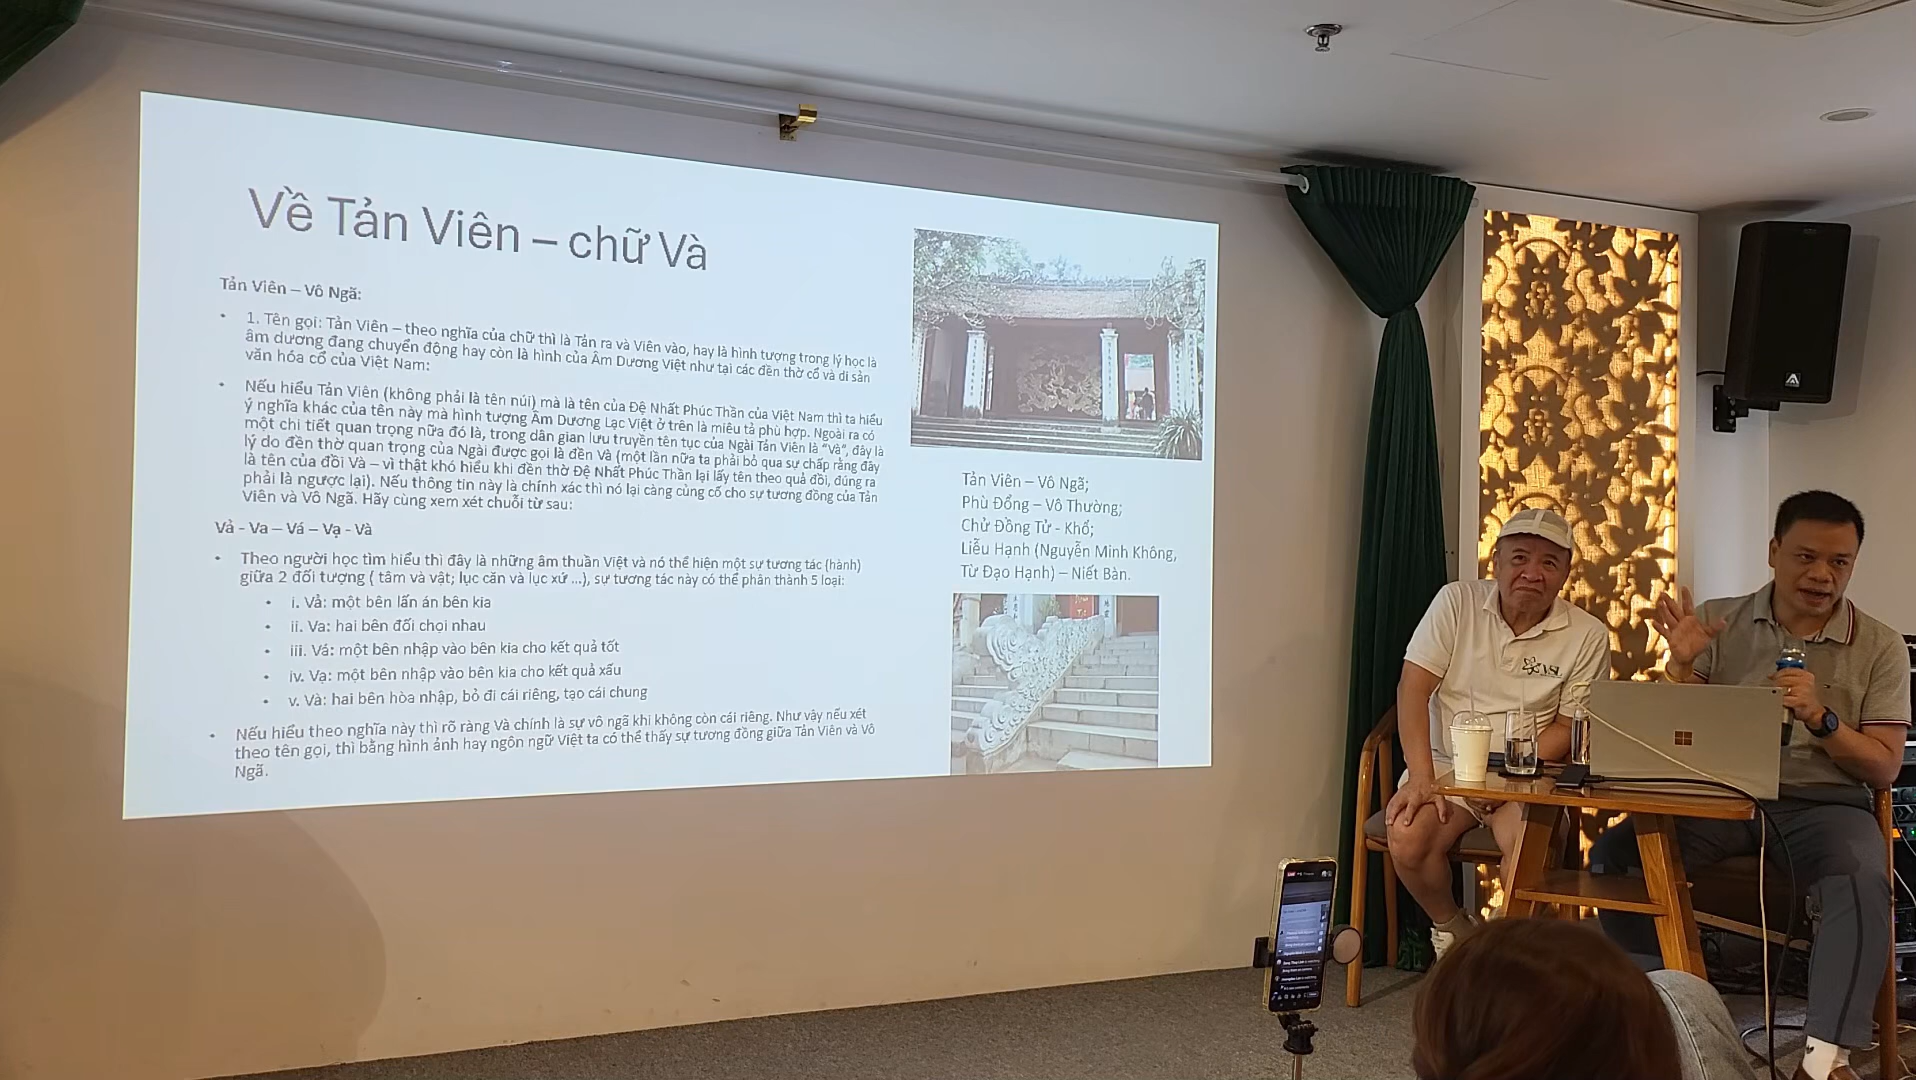 Về Tản Viên – chữ Và
Tản Viên – Vô Ngã:
• 1. Tên gọi: Tản Viên – theo nghĩa của chữ thì là Tản ra và Viên vào, hay là hình tượng trong lý học là
âm dương đang chuyển động hay còn là hình của Âm Dương Việt như tại các đền thờ cổ và di sản
văn hóa cổ của Việt Nam:
• Nếu hiểu Tản Viên (không phải là tên núi) mà là tên của Đệ Nhất Phúc Thần của Việt Nam thì ta hiểu
ý nghĩa khác của tên này mà hình tượng Âm Dương Lạc Việt ở trên là miêu tả phù hợp. Ngoài ra có
một chi tiết quan trọng nữa đó là, trong dân gian lưu truyền tên tục của Ngài Tản Viên là “Và”, đây là
lý do đền thờ quan trọng của Ngài được gọi là đền Và (một lần nữa ta phải bỏ qua sự chấp rằng đây
là tên của đồi Và – vì thật khó hiểu khi đền thờ Đệ Nhất Phúc Thần lại lấy tên theo quả đồi, đúng ra
phải là ngược lại). Nếu thông tin này là chính xác thì nó lại càng củng cố cho sự tương đồng của Tản
Viên và Vô Ngã. Hãy cùng xem xét chuỗi từ sau:
Vả - Va – Vá – Vạ - Và
• Theo người học tìm hiểu thì đây là những âm thuần Việt và nó thể hiện một sự tương tác (hành)
giữa 2 đối tượng ( tâm và vật; lục căn và lục xứ ...), sự tương tác này có thể phân thành 5 loại:
• i. Vả: một bên lấn án bên kia
• ii. Va: hai bên đối chọi nhau
• iii. Vá: một bên nhập vào bên kia cho kết quả tốt
• iv. Vạ: một bên nhập vào bên kia cho kết quả xấu
• v. Và: hai bên hòa nhập, bỏ đi cái riêng, tạo cái chung
• Nếu hiểu theo nghĩa này thì rõ ràng Và chính là sự vô ngã khi không còn cái riêng. Như vậy nếu xét
theo tên gọi, thì bằng hình ảnh hay ngôn ngữ Việt ta có thể thấy sự tương đồng giữa Tản Viên và Vô
Ngã.
Tản Viên – Vô Ngã;
Phù Đổng – Vô Thường;
Chử Đồng Tử - Khổ;
Liễu Hạnh (Nguyễn Minh Không,
Từ Đạo Hạnh) – Niết Bàn.